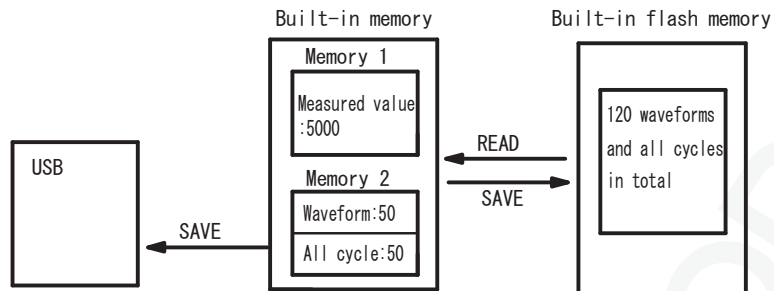 Built-in memory
Built-in flash memory
Memory 1
Measured value
:5000
120 waveforms
and all cycles
in total
READ
SAVE
USB
Memory 2
Waveform:50
All cycle:50
SAVE